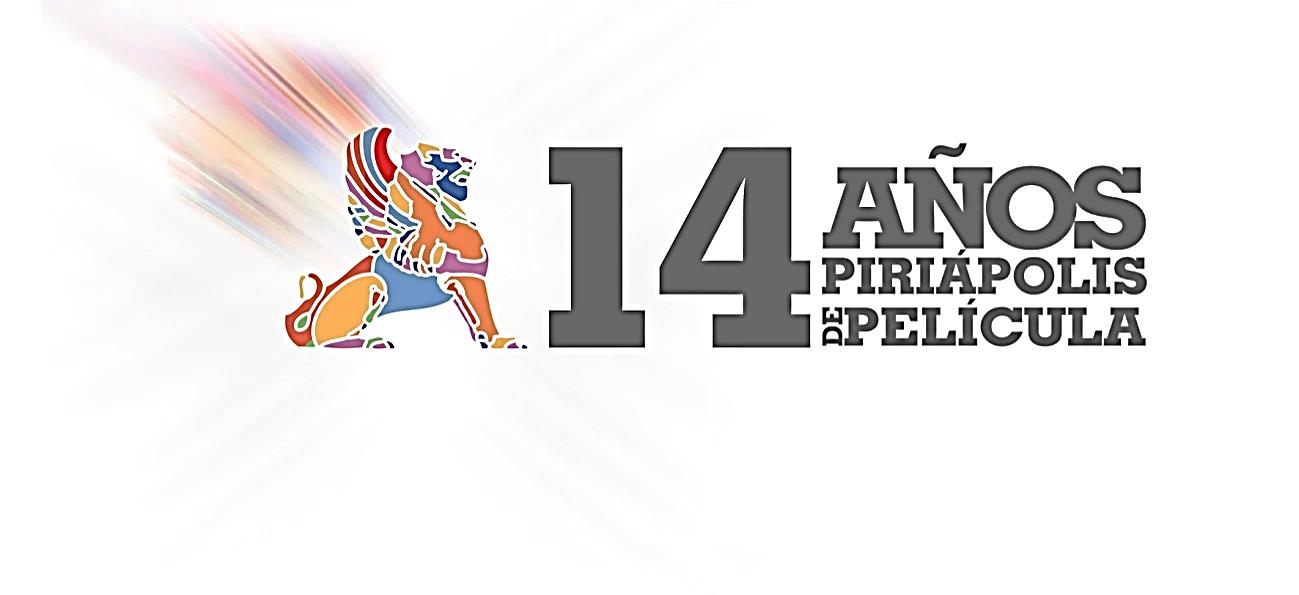 14 AÑOS
PIRIÁPOLIS
DE PELÍCULA